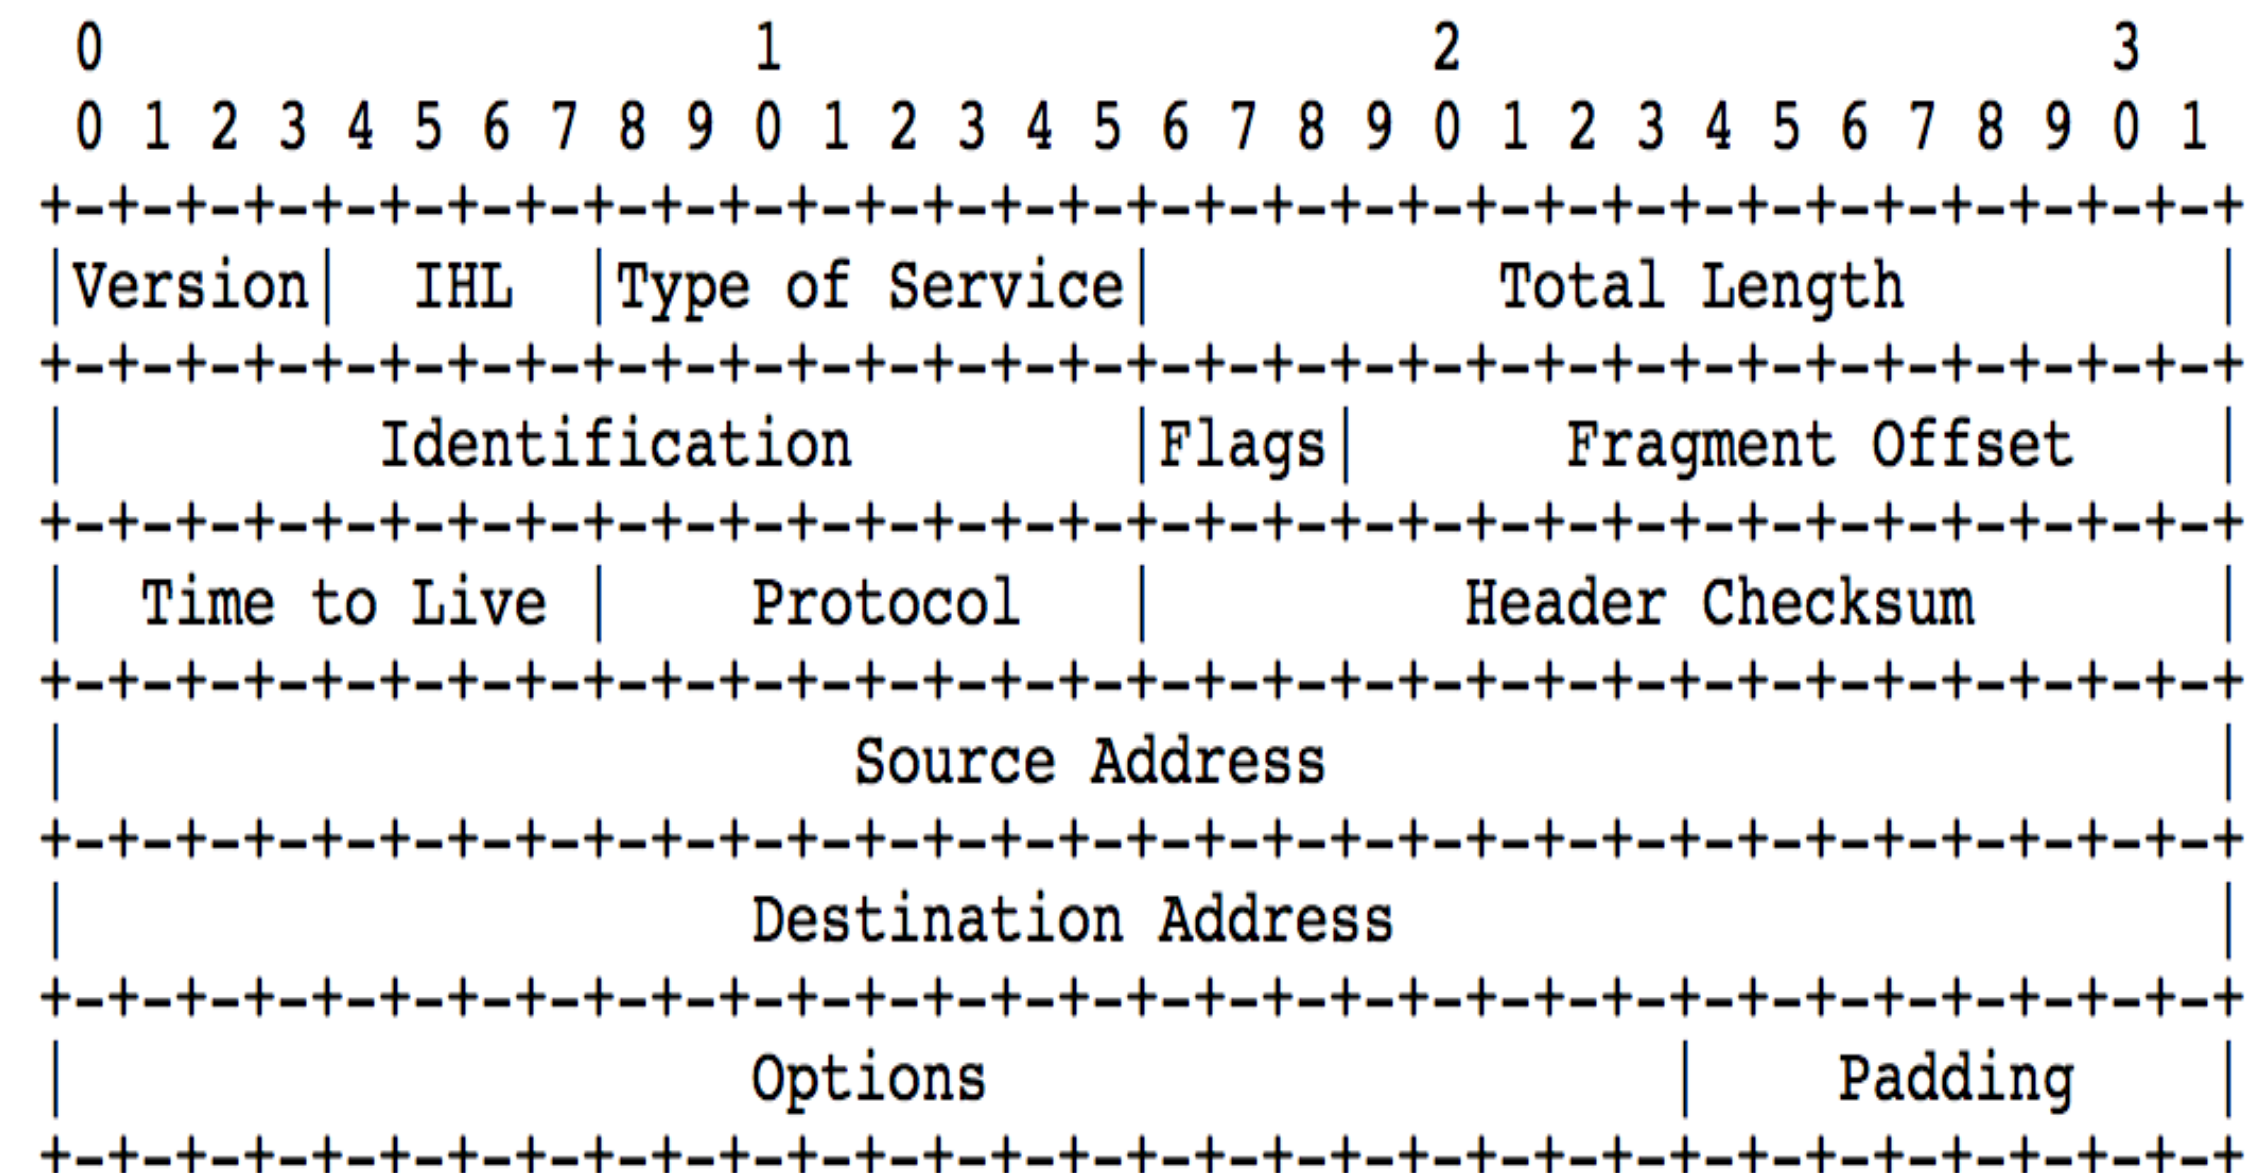 0                   1                   2                   3
 0 1 2 3 4 5 6 7 8 9 0 1 2 3 4 5 6 7 8 9 0 1 2 3 4 5 6 7 8 9 0 1
+-+-+-+-+-+-+-+-+-+-+-+-+-+-+-+-+-+-+-+-+-+-+-+-+-+-+-+-+-+-+-+-+
|Version|  IHL  |Type of Service|          Total Length         |
+-+-+-+-+-+-+-+-+-+-+-+-+-+-+-+-+-+-+-+-+-+-+-+-+-+-+-+-+-+-+-+-+
|         Identification        |Flags|      Fragment Offset    |
+-+-+-+-+-+-+-+-+-+-+-+-+-+-+-+-+-+-+-+-+-+-+-+-+-+-+-+-+-+-+-+-+
|  Time to Live |    Protocol   |         Header Checksum       |
+-+-+-+-+-+-+-+-+-+-+-+-+-+-+-+-+-+-+-+-+-+-+-+-+-+-+-+-+-+-+-+-+
|                       Source Address                          |
+-+-+-+-+-+-+-+-+-+-+-+-+-+-+-+-+-+-+-+-+-+-+-+-+-+-+-+-+-+-+-+-+
|                    Destination Address                        |
+-+-+-+-+-+-+-+-+-+-+-+-+-+-+-+-+-+-+-+-+-+-+-+-+-+-+-+-+-+-+-+-+
|                    Options                    |    Padding    |
+-+-+-+-+-+-+-+-+-+-+-+-+-+-+-+-+-+-+-+-+-+-+-+-+-+-+-+-+-+-+-+-+